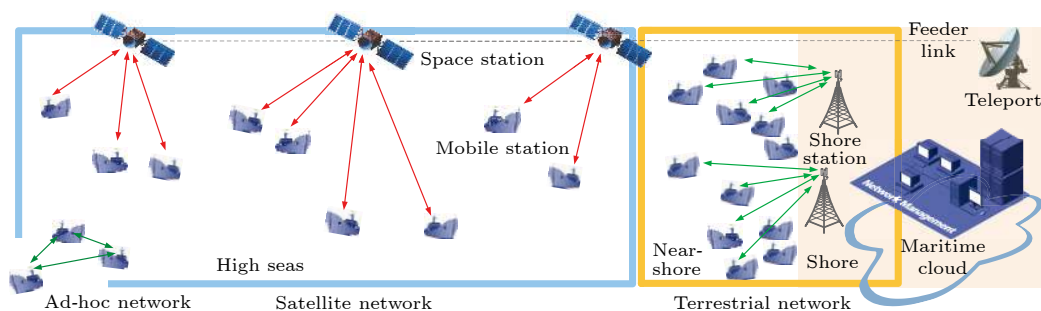 Feeder
link
Space station
Teleport
Mobile station
Shore
station
Network Management
Near-
shore
Shore
Maritime
cloud
High seas
Ad-hoc network
Satellite network
Terrestrial network